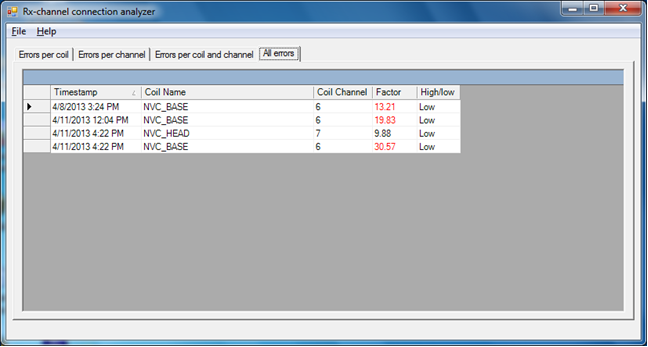 Rx-channel connection analyzer
File Help
Errors per coil Errors per channel Errors per coil and channel All errors
Timestamp Coil Name Coil Channel Factor High/low
4/8/2013 3:24 PM NVC_BASE 6 13.21 Low
4/11/2013 12:04 PM NVC_BASE 6 19.83 Low
4/11/2013 4:22 PM NVC_HEAD 7 9.88 Low
4/11/2013 4:22 PM NVC_BASE 6 30.57 Low